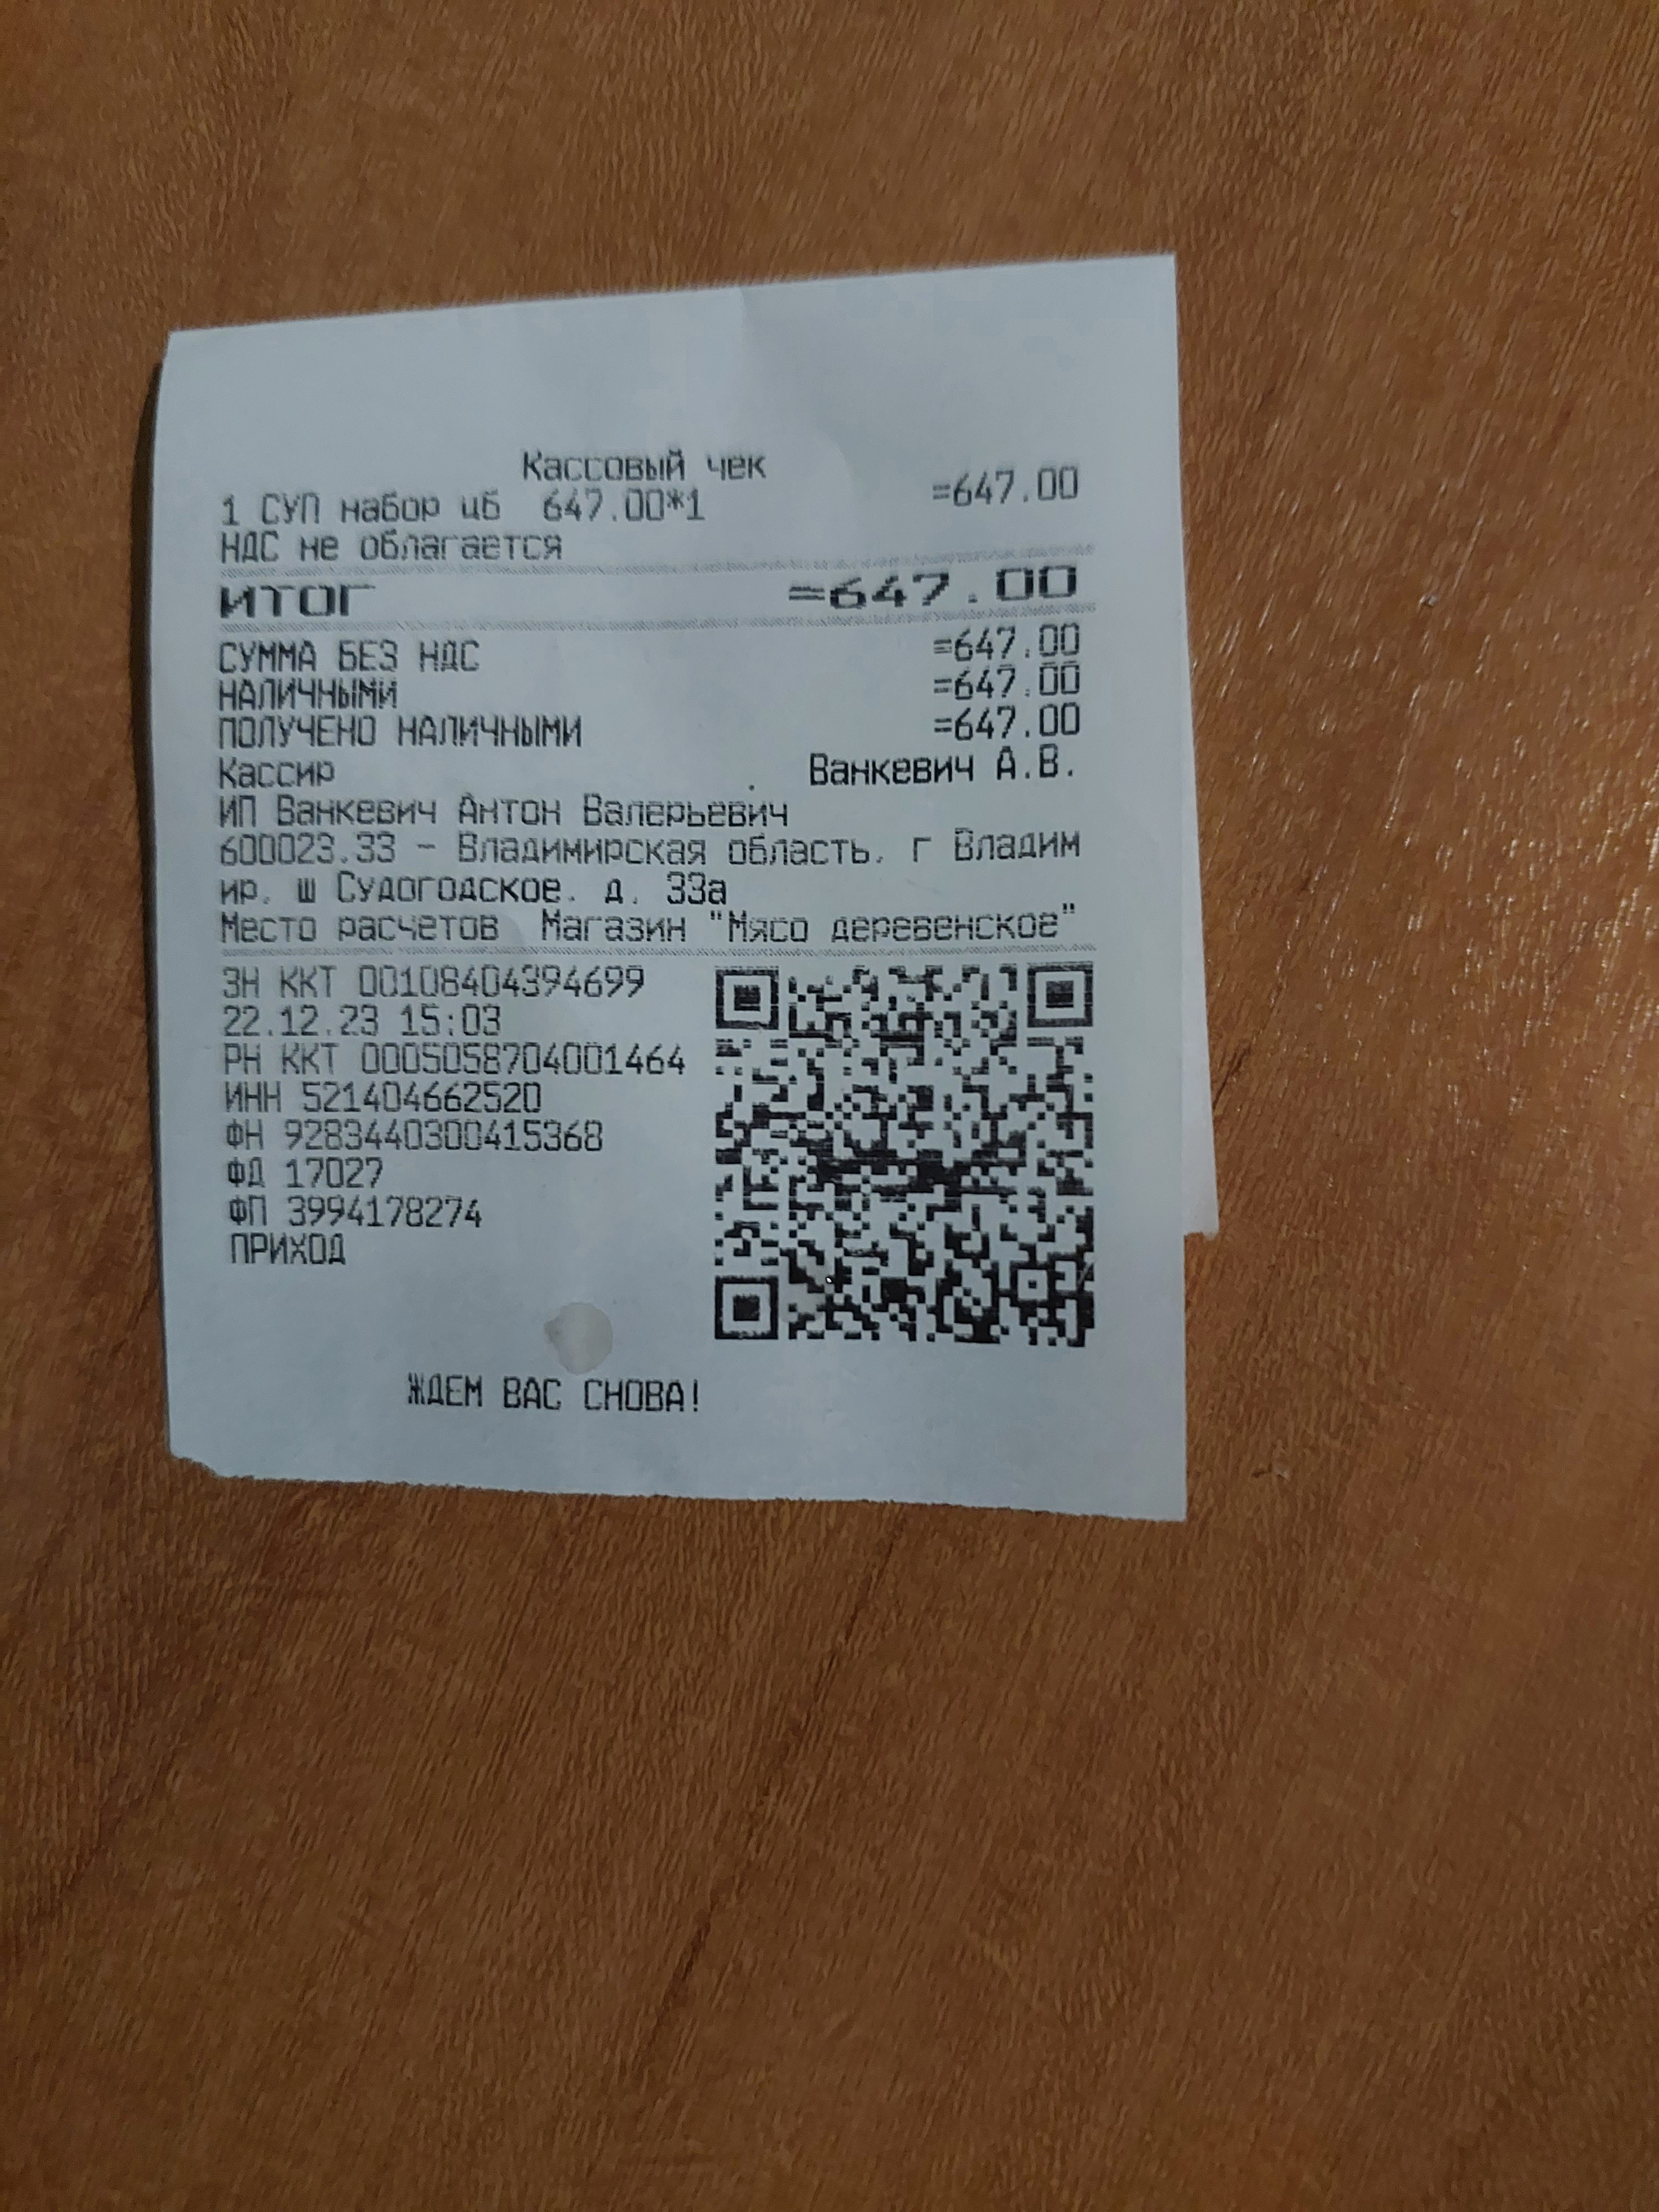 Кассовый чек
1 СУП набор цб 647.00*1 =647.00
НДС не облагается
ИТОГ =647.00
СУММА БЕЗ НДС =647.00
НАЛИЧНЫМИ =647.00
ПОЛУЧЕНО НАЛИЧНЫМИ =647.00
Кассир Ванкевич А.В.
ИП Ванкевич Антон Валерьевич
600023.33 - Владимирская область, г Владим
ир, ш Судогодское, д. 33а
Место расчетов Магазин "Мясо деревенское"
ЗН ККТ 00108404394699
22.12.23 15:03
РН ККТ 0005058704001464
ИНН 521404662520
ФН 9283440300415368
ФД 17027
ФП 3994178274
ПРИХОД
ЖДЕМ ВАС СНОВА!